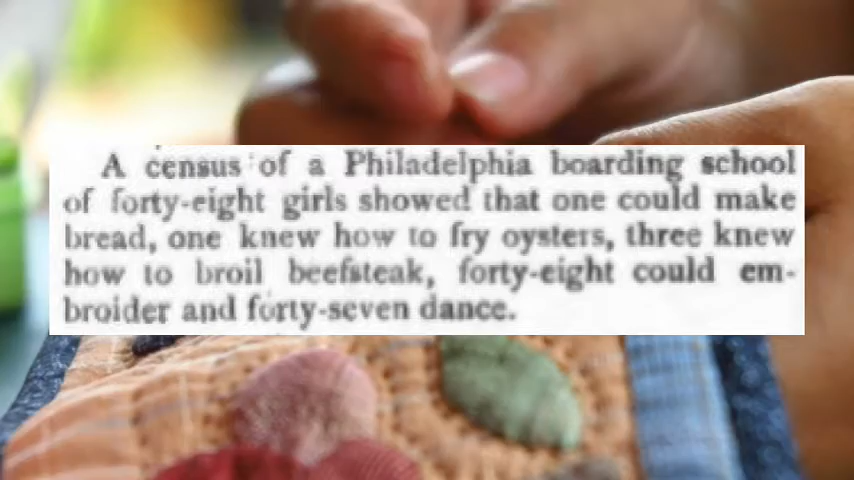 A census of a Philadelphia boarding school
of forty-eight girls showed that one could make
bread, one knew how to fry oysters, three knew
how to broil beefsteak, forty-eight could em-
broider and forty-seven dance.